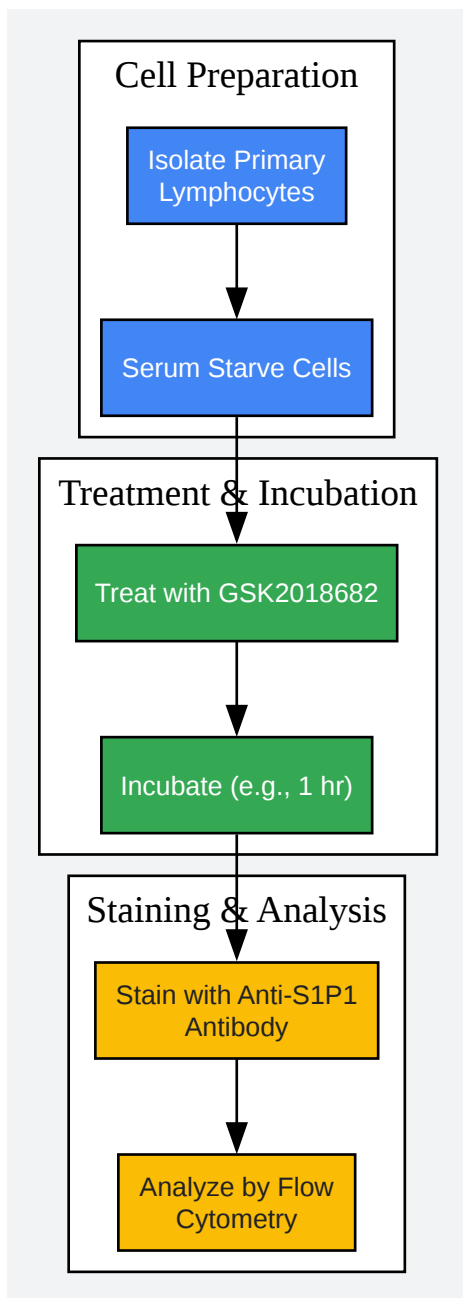 Cell Preparation
Isolate Primary
Lymphocytes
Serum Starve Cells
Treatment & Incubation
Treat with GSK2018682
Incubate (e.g., 1 hr)
Staining & Analysis
Stain with Anti-S1P1
Antibody
Analyze by Flow
Cytometry